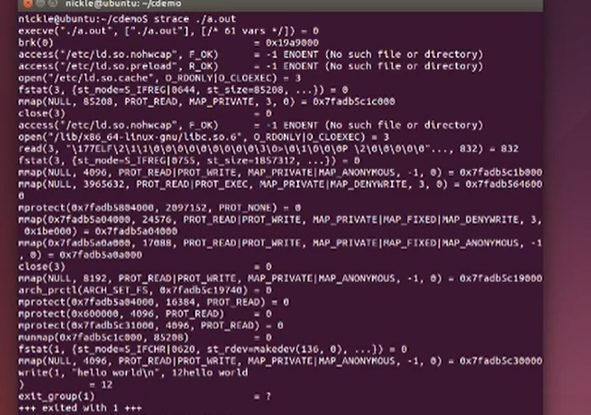 nickle@ubuntu: ~/cdemo
nickle@ubuntu:~/cdemo$ strace ./a.out
execve("./a.out", ["./a.out"], [/* 61 vars */]) = 0
brk(0) = 0x19a9000
access("/etc/ld.so.nohwcap", F_OK) = -1 ENOENT (No such file or directory)
access("/etc/ld.so.preload", R_OK) = -1 ENOENT (No such file or directory)
open("/etc/ld.so.cache", O_RDONLY|O_CLOEXEC) = 3
fstat(3, {st_mode=S_IFREG|0644, st_size=85208, ...}) = 0
mmap(NULL, 85208, PROT_READ, MAP_PRIVATE, 3, 0) = 0x7fadb5c1c000
close(3) = 0
access("/etc/ld.so.nohwcap", F_OK) = -1 ENOENT (No such file or directory)
open("/lib/x86_64-linux-gnu/libc.so.6", O_RDONLY|O_CLOEXEC) = 3
read(3, "\177ELF\2\1\1\0\0\0\0\0\0\0\0\0\3\0>\0\1\0\0\0P \2\0\0\0\0\0"..., 832) = 832
fstat(3, {st_mode=S_IFREG|0755, st_size=1857312, ...}) = 0
mmap(NULL, 4096, PROT_READ|PROT_WRITE, MAP_PRIVATE|MAP_ANONYMOUS, -1, 0) = 0x7fadb5c1b000
mmap(NULL, 3965632, PROT_READ|PROT_EXEC, MAP_PRIVATE|MAP_DENYWRITE, 3, 0) = 0x7fadb564600
0
mprotect(0x7fadb5804000, 2097152, PROT_NONE) = 0
mmap(0x7fadb5a04000, 24576, PROT_READ|PROT_WRITE, MAP_PRIVATE|MAP_FIXED|MAP_DENYWRITE, 3,
0x1be000) = 0x7fadb5a04000
mmap(0x7fadb5a0a000, 17088, PROT_READ|PROT_WRITE, MAP_PRIVATE|MAP_FIXED|MAP_ANONYMOUS, -1
, 0) = 0x7fadb5a0a000
close(3) = 0
mmap(NULL, 8192, PROT_READ|PROT_WRITE, MAP_PRIVATE|MAP_ANONYMOUS, -1, 0) = 0x7fadb5c19000
arch_prctl(ARCH_SET_FS, 0x7fadb5c19740) = 0
mprotect(0x7fadb5a04000, 16384, PROT_READ) = 0
mprotect(0x600000, 4096, PROT_READ) = 0
mprotect(0x7fadb5c31000, 4096, PROT_READ) = 0
munmap(0x7fadb5c1c000, 85208) = 0
fstat(1, {st_mode=S_IFCHR|0620, st_rdev=makedev(136, 0), ...}) = 0
mmap(NULL, 4096, PROT_READ|PROT_WRITE, MAP_PRIVATE|MAP_ANONYMOUS, -1, 0) = 0x7fadb5c30000
write(1, "hello world\n", 12hello world
) = 12
exit_group(1) = ?
+++ exited with 1 +++